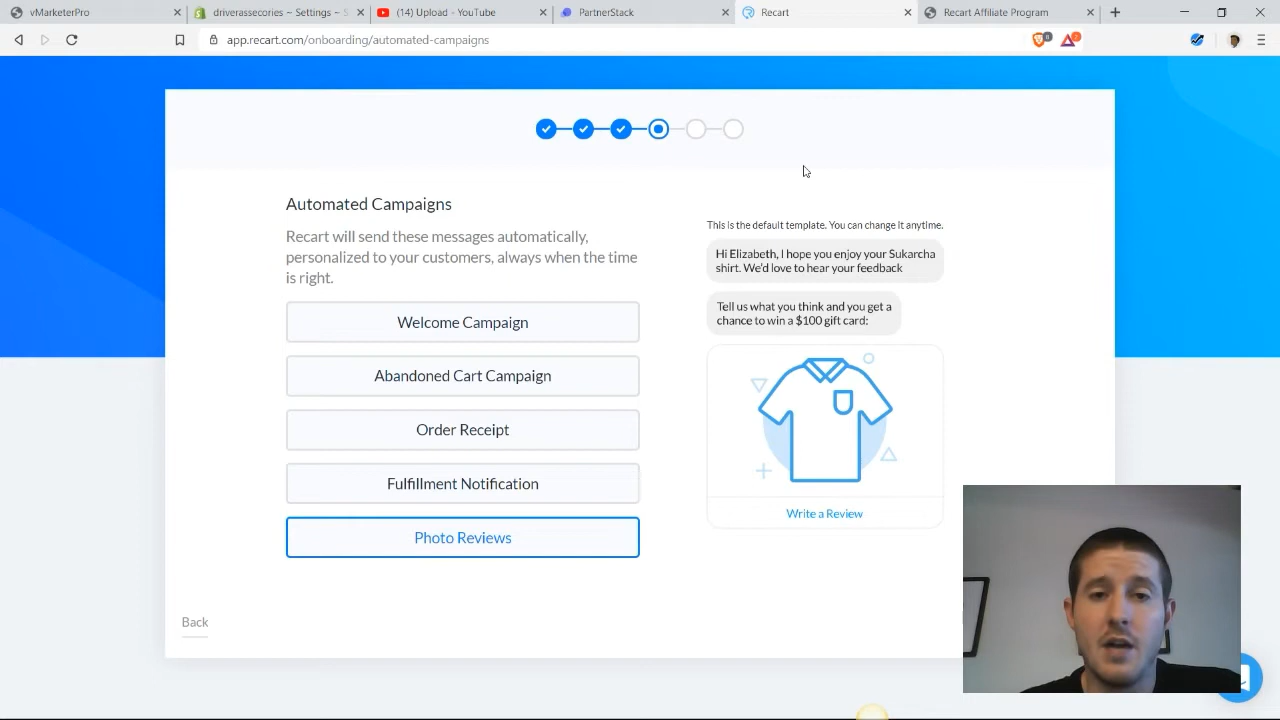 vMarketerPro
driverassecories ~ Settings ~ S
(14) Upload - YouTube
PartnerStack
Recart
Recart Affiliate Program
app.recart.com/onboarding/automated-campaigns
Automated Campaigns
Recart will send these messages automatically,
personalized to your customers, always when the time
is right.
Welcome Campaign
Abandoned Cart Campaign
Order Receipt
Fulfillment Notification
Photo Reviews
Back
This is the default template. You can change it anytime.
Hi Elizabeth, I hope you enjoy your Sukarcha
shirt. We'd love to hear your feedback
Tell us what you think and you get a
chance to win a $100 gift card:
Write a Review